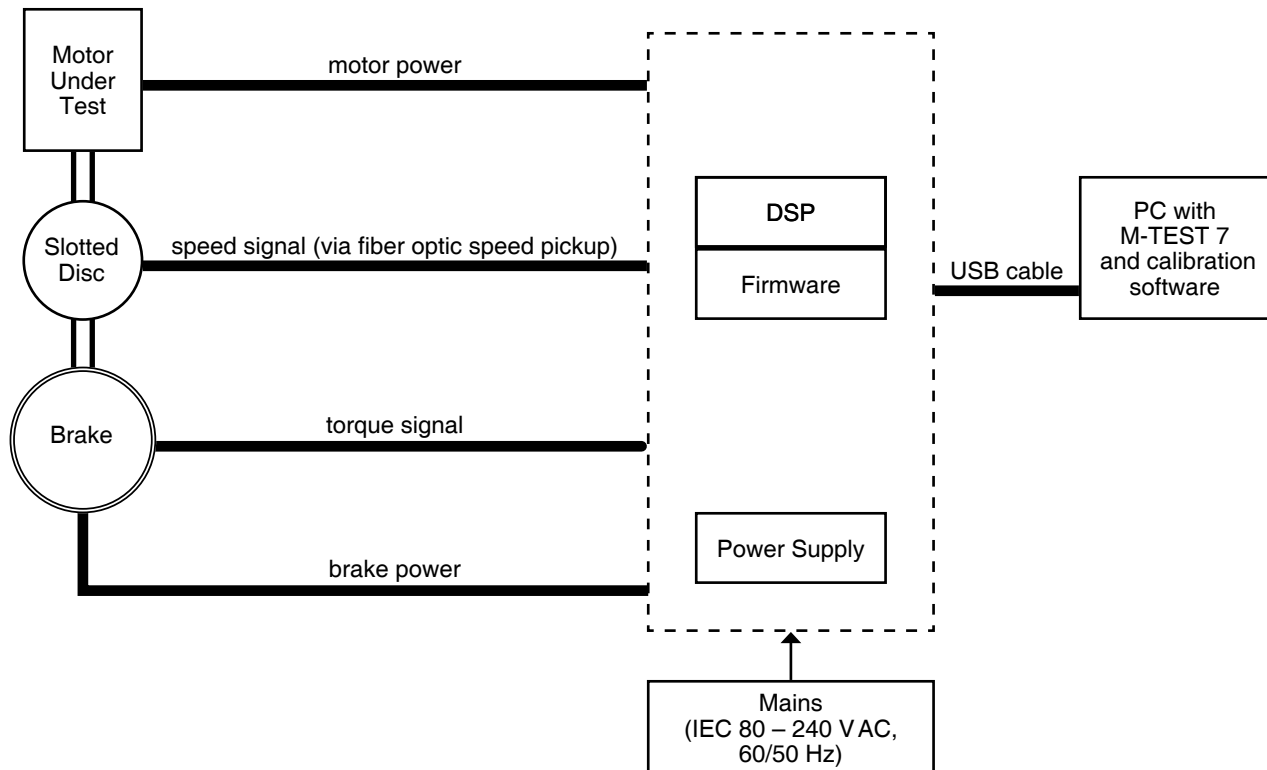 Motor
Under
Test
motor power
Slotted
Disc
speed signal (via fiber optic speed pickup)
DSP
Firmware
USB cable
PC with
M-TEST 7
and calibration
software
Brake
torque signal
brake power
Power Supply
Mains
(IEC 80 – 240 V AC,
60/50 Hz)